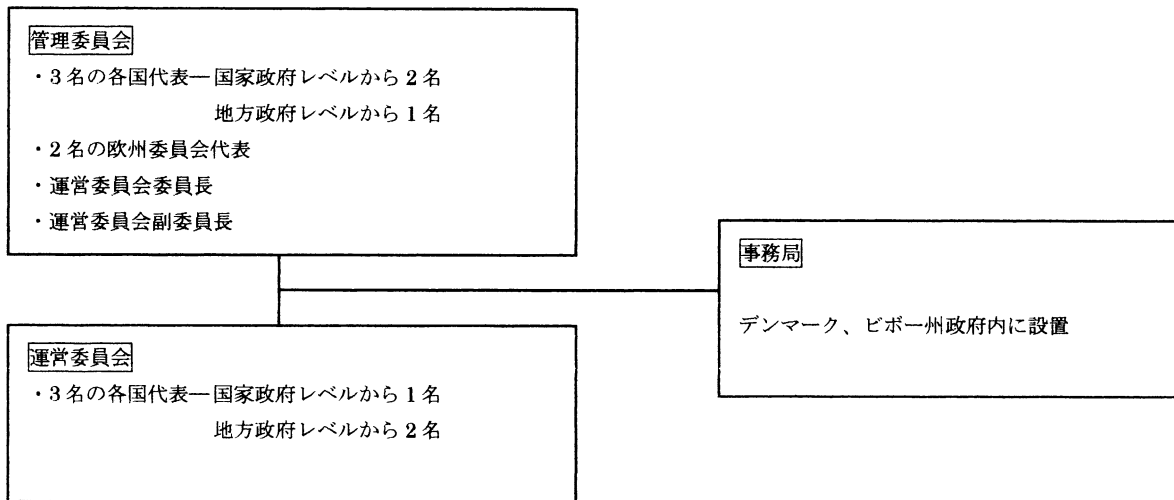 管理委員会
・3名の各国代表―国家政府レベルから2名
地方政府レベルから1名
・2名の欧州委員会代表
・運営委員会委員長
・運営委員会副委員長
事務局
デンマーク、ビボー州政府内に設置
運営委員会
・3名の各国代表―国家政府レベルから1名
地方政府レベルから2名